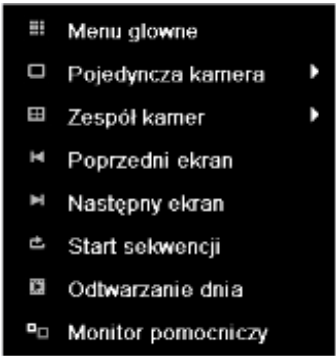 Menu glowne
Pojedyncza kamera
Zespół kamer
Poprzedni ekran
Następny ekran
Start sekwencji
Odtwarzanie dnia
Monitor pomocniczy